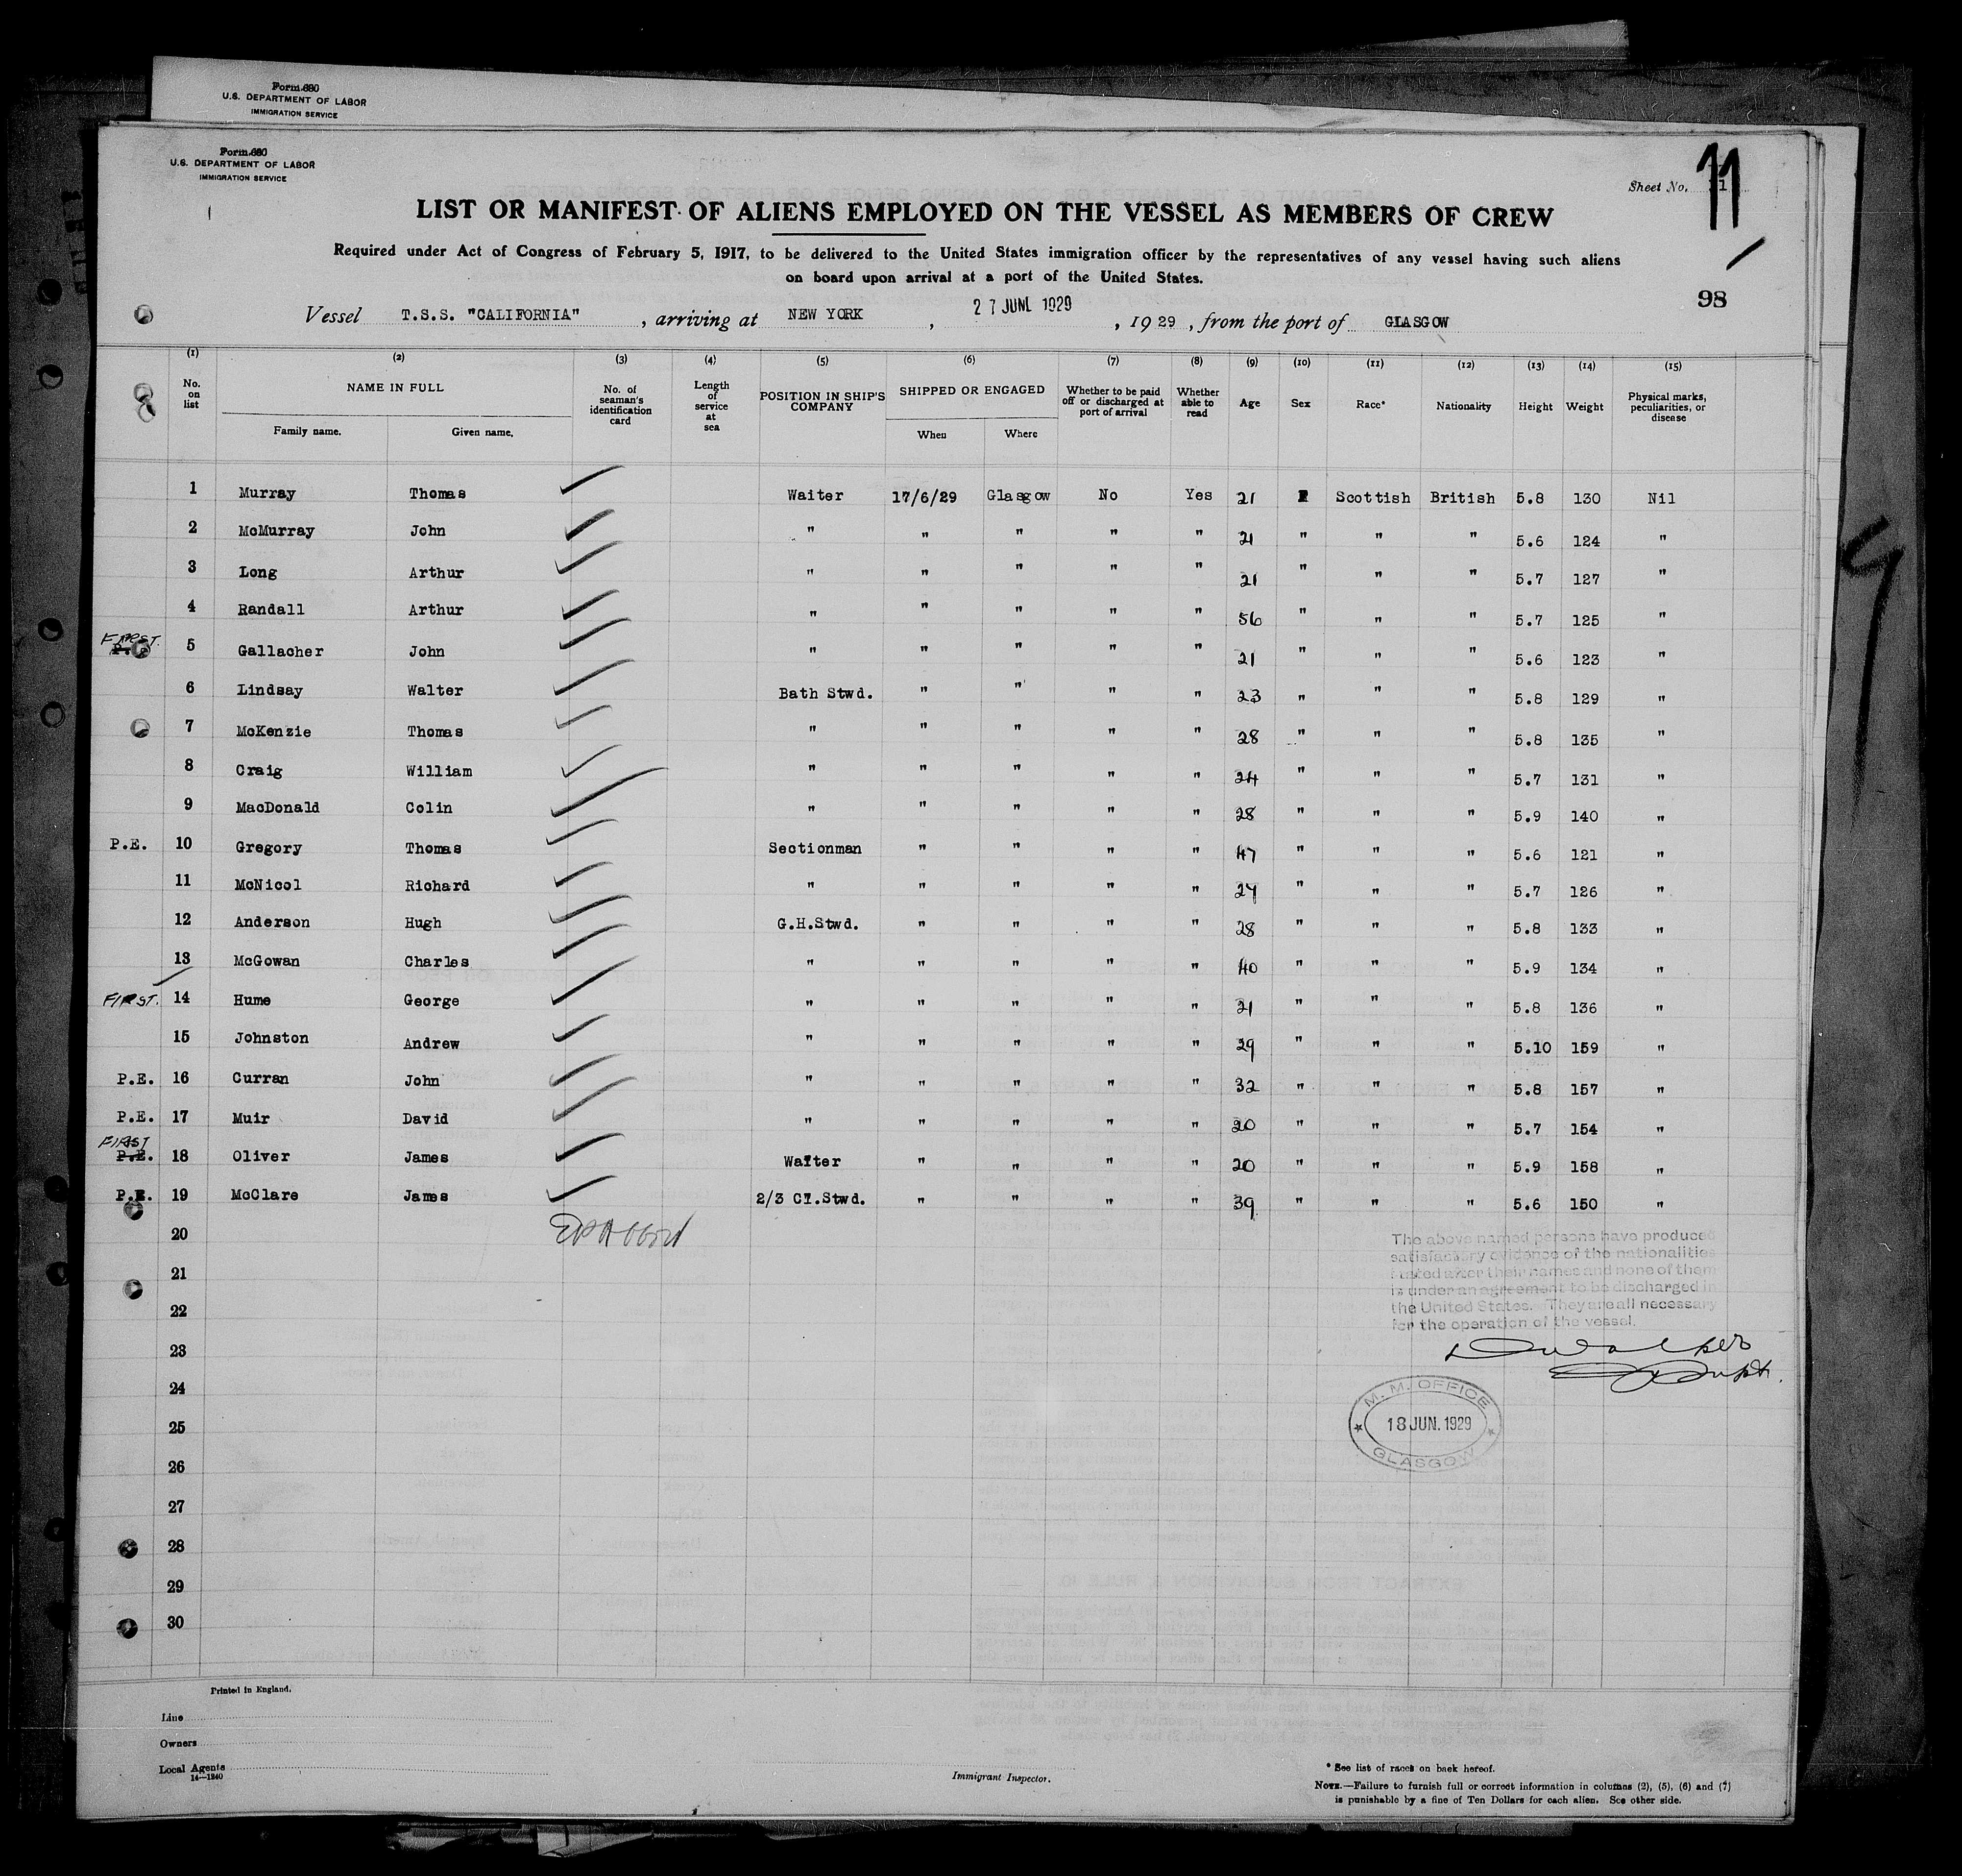 Form 680
U.S. DEPARTMENT OF LABOR
IMMIGRATION SERVICE
Form 680
U.S. DEPARTMENT OF LABOR
IMMIGRATION SERVICE
Sheet No. 11
LIST OR MANIFEST OF ALIENS EMPLOYED ON THE VESSEL AS MEMBERS OF CREW
Required under Act of Congress of February 5, 1917, to be delivered to the United States immigration officer by the representatives of any vessel having such aliens
on board upon arrival at a port of the United States.
98
Vessel T.S.S. "CALIFORNIA", arriving at NEW YORK, 27 JUNE 1929, 1929, from the port of GLASGOW
(1) (2) (3) (4) (5) (6) (7) (8) (9) (10) (11) (12) (13) (14) (15)
No. on list NAME IN FULL Family name. Given name. No. of seaman's identification card Length of service at sea POSITION IN SHIP'S COMPANY SHIPPED OR ENGAGED When Where Whether to be paid off or discharged at port of arrival Whether able to read Age Sex Race* Nationality Height Weight Physical marks, peculiarities, or disease
1 Murray Thomas Waiter 17/6/29 Glasgow No Yes 21 Scottish British 5.8 130 Nil
2 McMurray John " " " " " 21 " " " 5.6 124 "
3 Long Arthur " " " " " 21 " " " 5.7 127 "
4 Randall Arthur " " " " " 56 " " " 5.7 125 "
FIRST. 5 Gallacher John " " " " " 21 " " " 5.6 123 "
6 Lindsay Walter Bath Stwd. " " " " 23 " " " 5.8 129 "
7 McKenzie Thomas " " " " " 28 " " " 5.8 135 "
8 Craig William " " " " " 24 " " " 5.7 131 "
9 MacDonald Colin " " " " " 28 " " " 5.9 140 "
P.E. 10 Gregory Thomas Sectionman " " " " 47 " " " 5.6 121 "
11 McNicol Richard " " " " " 24 " " " 5.7 126 "
12 Anderson Hugh G.H.Stwd. " " " " 28 " " " 5.8 133 "
13 McGowan Charles " " " " " 40 " " " 5.9 134 "
FIRST. 14 Hume George " " " " " 21 " " " 5.8 136 "
15 Johnston Andrew " " " " " 29 " " " 5.10 159 "
P.E. 16 Curran John " " " " " 32 " " " 5.8 157 "
P.E. 17 Muir David " " " " " 20 " " " 5.7 154 "
FIRST P.E. 18 Oliver James Waiter " " " " 20 " " " 5.9 158 "
P.E. 19 McClare James 2/3 Cl.Stwd. " " " " 39 " " " 5.6 150 "
20
21
22
23
24
25
26
27
28
29
30
The above named persons have produced
satisfactory evidence of the nationalities
stated after their names and none of them
is under an agreement to be discharged in
the United States. They are all necessary
for the operation of the vessel.
M. M. OFFICE
18 JUN. 1929
GLASGOW
Printed in England.
Line
Owners
Local Agents
14—1240
Immigrant Inspector.
* See list of races on back hereof.
NOTE.—Failure to furnish full or correct information in columns (2), (5), (6) and (7)
is punishable by a fine of Ten Dollars for each alien. See other side.